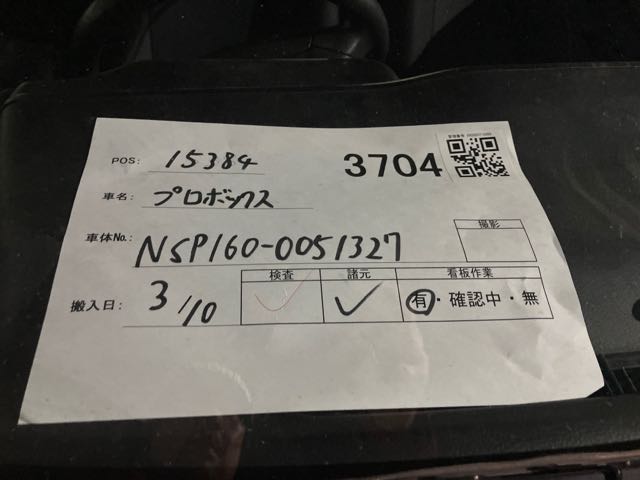 POS: 15384
3704
車名: プロボックス
車体No.: NSP160-0051327
撮影
搬入日: 3/10
検査 諸元 看板作業
有・確認中・無